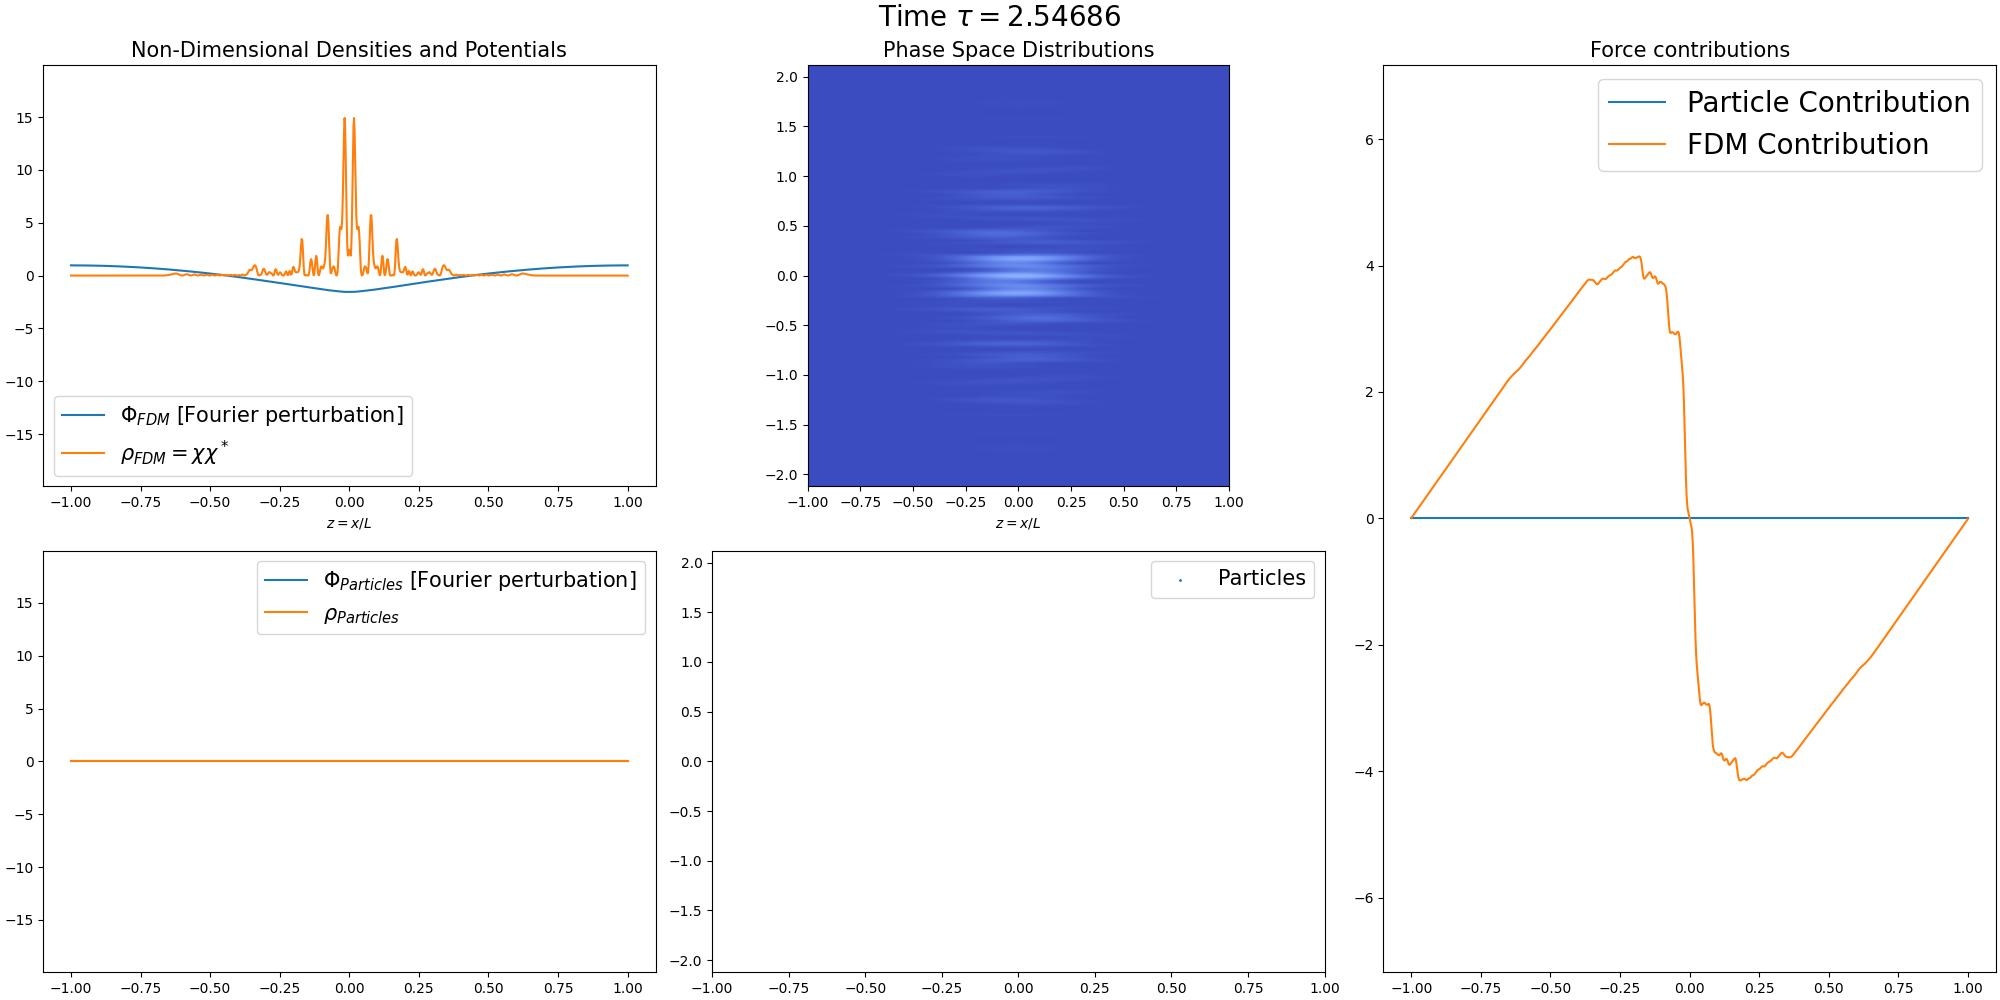 Time τ = 2.54686
Non-Dimensional Densities and Potentials
15
10
5
0
−5
−10
−15
Φ_FDM [Fourier perturbation]
ρ_FDM = χχ*
−1.00 −0.75 −0.50 −0.25 0.00 0.25 0.50 0.75 1.00
z = x/L
Phase Space Distributions
2.0
1.5
1.0
0.5
0.0
−0.5
−1.0
−1.5
−2.0
−1.00 −0.75 −0.50 −0.25 0.00 0.25 0.50 0.75 1.00
z = x/L
Force contributions
Particle Contribution
FDM Contribution
6
4
2
0
−2
−4
−6
−1.00 −0.75 −0.50 −0.25 0.00 0.25 0.50 0.75 1.00
Φ_Particles [Fourier perturbation]
ρ_Particles
15
10
5
0
−5
−10
−15
−1.00 −0.75 −0.50 −0.25 0.00 0.25 0.50 0.75 1.00
Particles
2.0
1.5
1.0
0.5
0.0
−0.5
−1.0
−1.5
−2.0
−1.00 −0.75 −0.50 −0.25 0.00 0.25 0.50 0.75 1.00